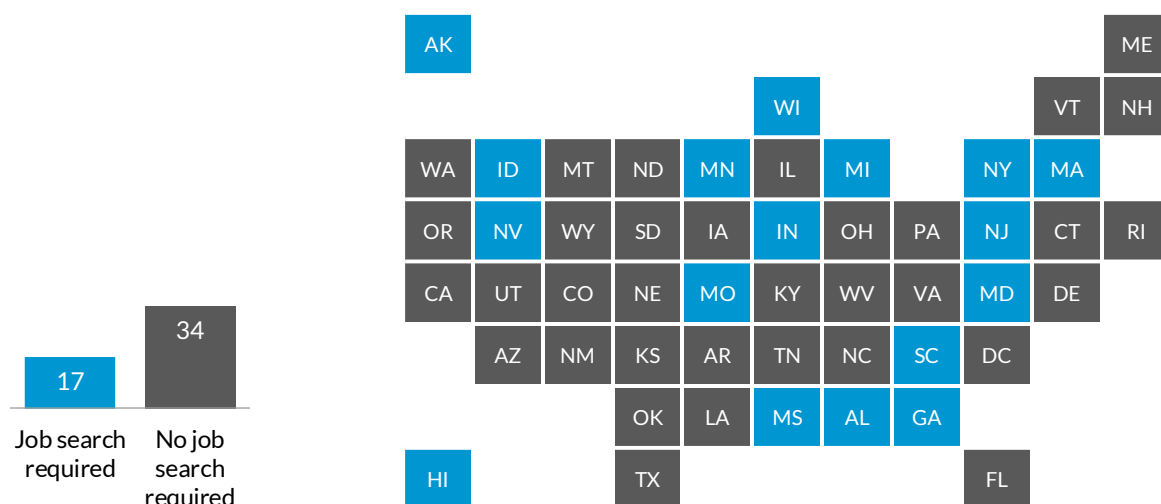 AK ME
WI VT NH
WA ID MT ND MN IL MI NY MA
OR NV WY SD IA IN OH PA NJ CT RI
CA UT CO NE MO KY WV VA MD DE
AZ NM KS AR TN NC SC DC
OK LA MS AL GA
HI TX FL
34
17
Job search
required
No job
search
required